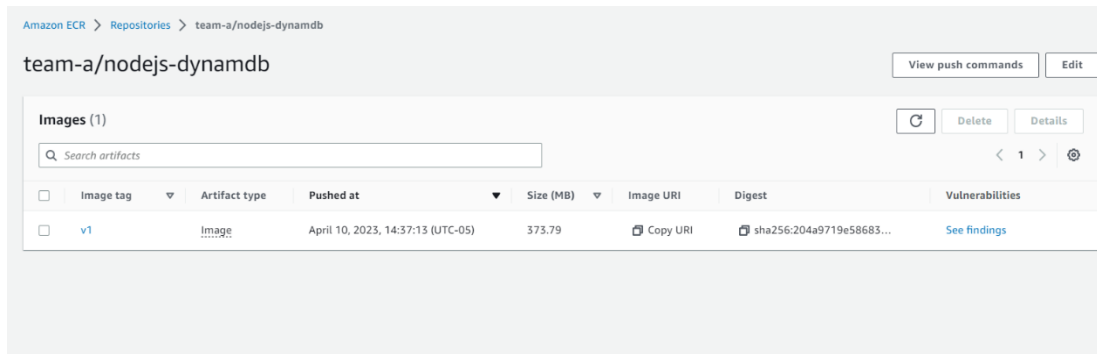 Amazon ECR > Repositories > team-a/nodejs-dynamdb
team-a/nodejs-dynamdb
View push commands
Edit
Images (1)
Delete
Details
Search artifacts
< 1 >
Image tag Artifact type Pushed at Size (MB) Image URI Digest Vulnerabilities
v1 Image April 10, 2023, 14:37:13 (UTC-05) 373.79 Copy URI sha256:204a9719e58683... See findings